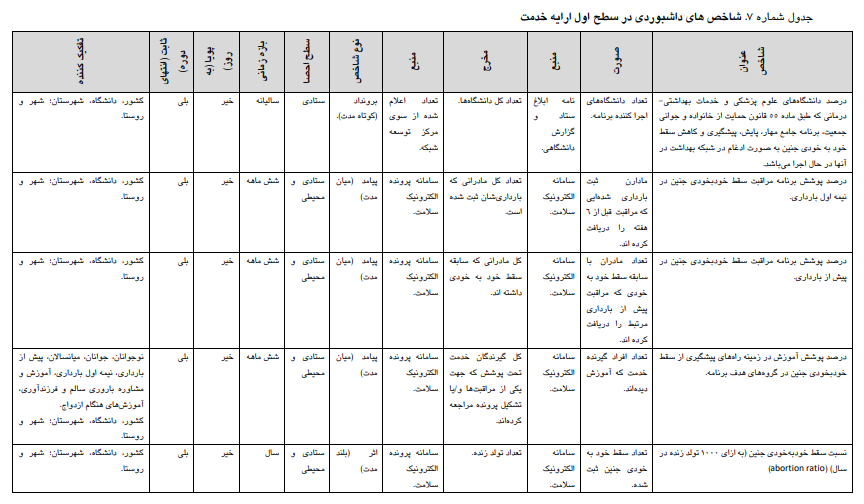 جدول شماره ۷. شاخص های داشبوردی در سطح اول ارایه خدمت
عنوان شاخص
صورت
منبع
مخرج
منبع
نوع شاخص
سطح احصا
بازه زمانی
پویا (به روز)
ثابت (انتهای دوره)
تفکیک کننده
درصد دانشگاه‌های علوم پزشکی و خدمات بهداشتی-
درمانی که طبق ماده ۵۵ قانون حمایت از خانواده و جوانی
جمعیت، برنامه جامع مهار، پایش، پیشگیری و کاهش سقط
خود به خودی جنین به صورت ادغام در شبکه بهداشت در
آنها در حال اجرا می‌باشد.
تعداد دانشگاه‌های
اجرا کننده برنامه.
نامه ابلاغ
ستاد و
گزارش
دانشگاهی.
تعداد کل دانشگاه‌ها.
تعداد اعلام
شده از سوی
مرکز توسعه
شبکه.
برونداد
(کوتاه مدت).
ستادی
سالیانه
خیر
بلی
کشور، دانشگاه، شهرستان: شهر و
روستا.
درصد پوشش برنامه مراقبت سقط خودبخودی جنین در
نیمه اول بارداری.
مادارن ثبت
بارداری شده‌ایی
که مراقبت قبل از ۶
هفته را دریافت
کرده اند.
سامانه
الکترونیک
سلامت.
تعداد کل مادرانی که
بارداری‌شان ثبت شده
است.
سامانه پرونده
الکترونیک
سلامت.
پیامد (میان
مدت)
ستادی و
محیطی
شش ماهه
خیر
بلی
کشور، دانشگاه، شهرستان: شهر و
روستا.
درصد پوشش برنامه مراقبت سقط خودبخودی جنین در
پیش از بارداری.
تعداد مادران با
سابقه سقط خود به
خودی که مراقبت
پیش از بارداری
مرتبط را دریافت
کرده اند.
سامانه
الکترونیک
سلامت.
کل مادرانی که سابقه
سقط خود به خودی
داشته اند.
سامانه پرونده
الکترونیک
سلامت.
پیامد (میان
مدت)
ستادی و
محیطی
شش ماهه
خیر
بلی
کشور، دانشگاه، شهرستان: شهر و
روستا.
درصد پوشش آموزش در زمینه راه‌های پیشگیری از سقط
خودبخودی جنین در گروه‌های هدف برنامه.
تعداد افراد گیرنده
خدمت که آموزش
دیده‌اند.
سامانه
الکترونیک
سلامت.
کل گیرندگان خدمت
تحت پوشش که جهت
یکی از مراقبت‌ها و/یا
تشکیل پرونده مراجعه
کرده‌اند.
سامانه پرونده
الکترونیک
سلامت.
پیامد (میان
مدت)
ستادی و
محیطی
شش ماهه
خیر
بلی
نوجوانان، جوانان، میانسالان، پیش از
بارداری، نیمه اول بارداری، آموزش و
مشاوره باروری سالم و فرزندآوری،
آموزش‌های هنگام ازدواج.
کشور، دانشگاه، شهرستان: شهر و
روستا.
نسبت سقط خودبه‌خودی جنین (به ازای ۱۰۰۰ تولد زنده در
سال) (abortion ratio)
تعداد سقط خود به
خودی جنین ثبت
شده.
سامانه
الکترونیک
سلامت.
تعداد تولد زنده.
سامانه پرونده
الکترونیک
سلامت.
اثر (بلند
مدت)
ستادی و
محیطی
سال
خیر
بلی
کشور، دانشگاه، شهرستان: شهر و
روستا.